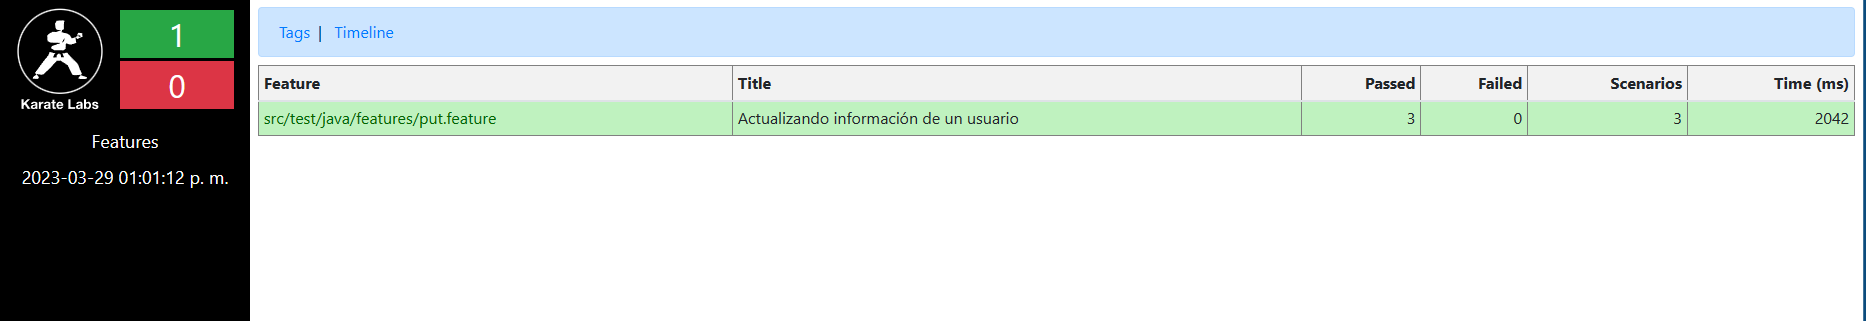 1
0
Karate Labs
Features
2023-03-29 01:01:12 p. m.
Tags | Timeline
Feature Title Passed Failed Scenarios Time (ms)
src/test/java/features/put.feature Actualizando información de un usuario 3 0 3 2042